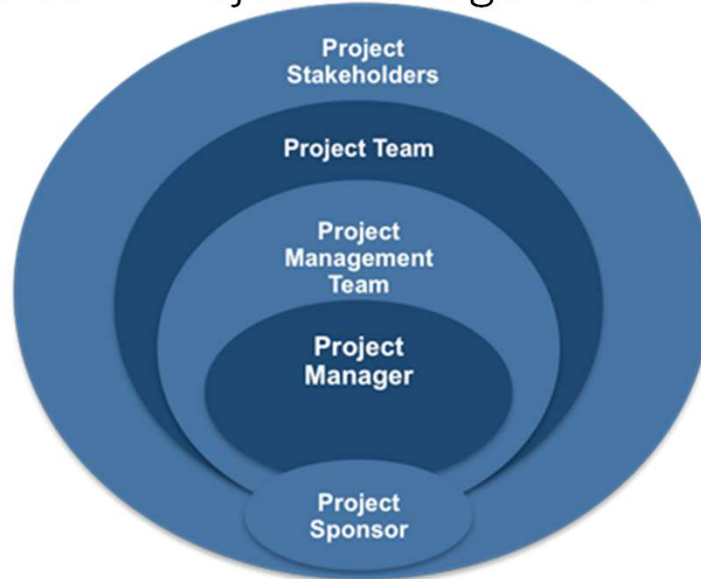 Project
Stakeholders
Project Team
Project
Management
Team
Project
Manager
Project
Sponsor